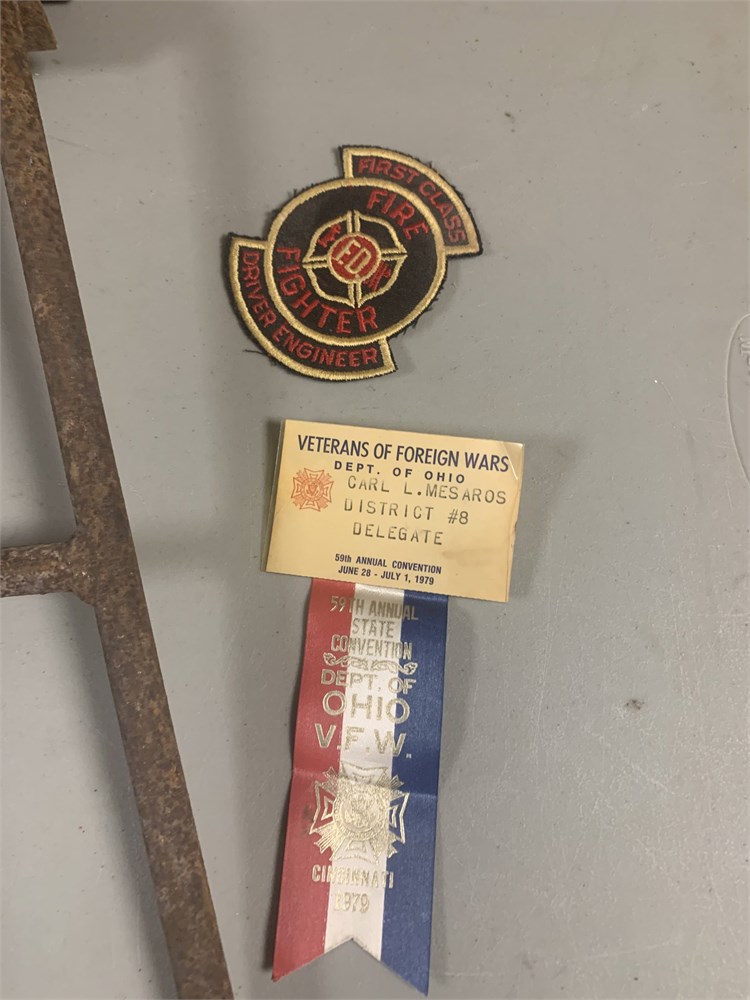 FIRST CLASS
FIRE
F.D.
FIGHTER
DRIVER ENGINEER
VETERANS OF FOREIGN WARS
DEPT. OF OHIO
CARL L. MESAROS
DISTRICT #8
DELEGATE
59th ANNUAL CONVENTION
JUNE 28 - JULY 1, 1979
59TH ANNUAL
STATE
CONVENTION
DEPT. OF
OHIO
V.F.W.
CINCINNATI
1979